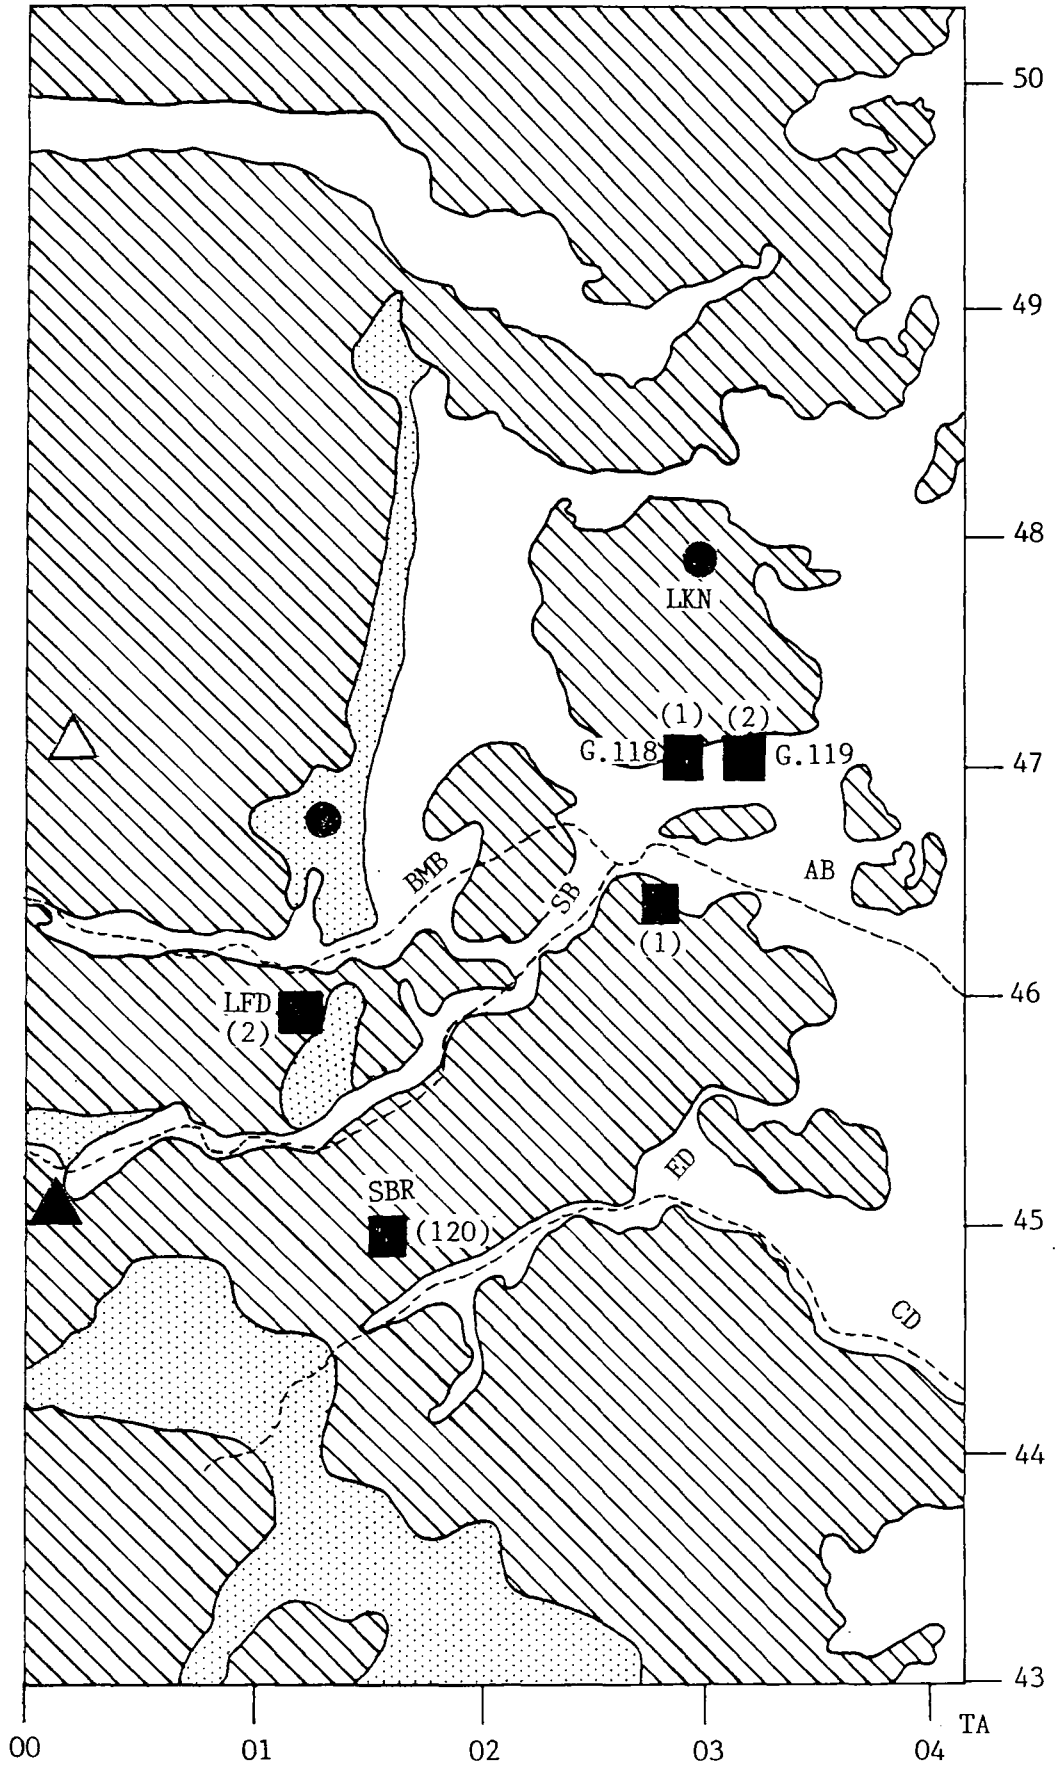 50
49
48
LKN
(1) (2)
G.118 G.119
47
BMB
SB
AB
(1)
46
LFD
(2)
ED
SBR
(120)
45
CD
44
43
TA
00 01 02 03 04